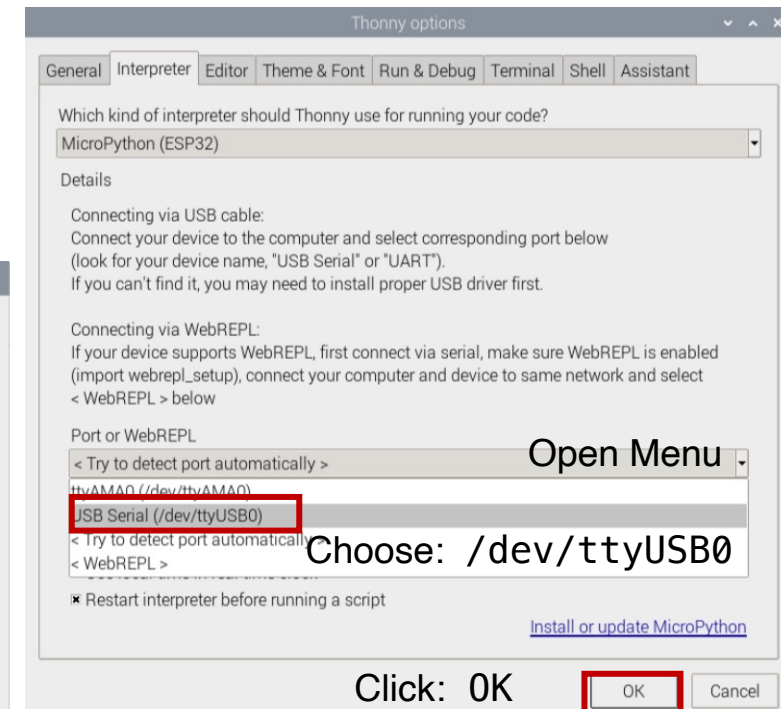 Thonny options
General Interpreter Editor Theme & Font Run & Debug Terminal Shell Assistant
Which kind of interpreter should Thonny use for running your code?
MicroPython (ESP32)
Details
Connecting via USB cable:
Connect your device to the computer and select corresponding port below
(look for your device name, "USB Serial" or "UART").
If you can't find it, you may need to install proper USB driver first.
Connecting via WebREPL:
If your device supports WebREPL, first connect via serial, make sure WebREPL is enabled
(import webrepl_setup), connect your computer and device to same network and select
< WebREPL > below
Port or WebREPL
< Try to detect port automatically >
Open Menu
ttyAMA0 (/dev/ttyAMA0)
USB Serial (/dev/ttyUSB0)
< Try to detect port automatically >
Choose: /dev/ttyUSB0
< WebREPL >
Restart interpreter before running a script
Install or update MicroPython
Click: OK
OK Cancel